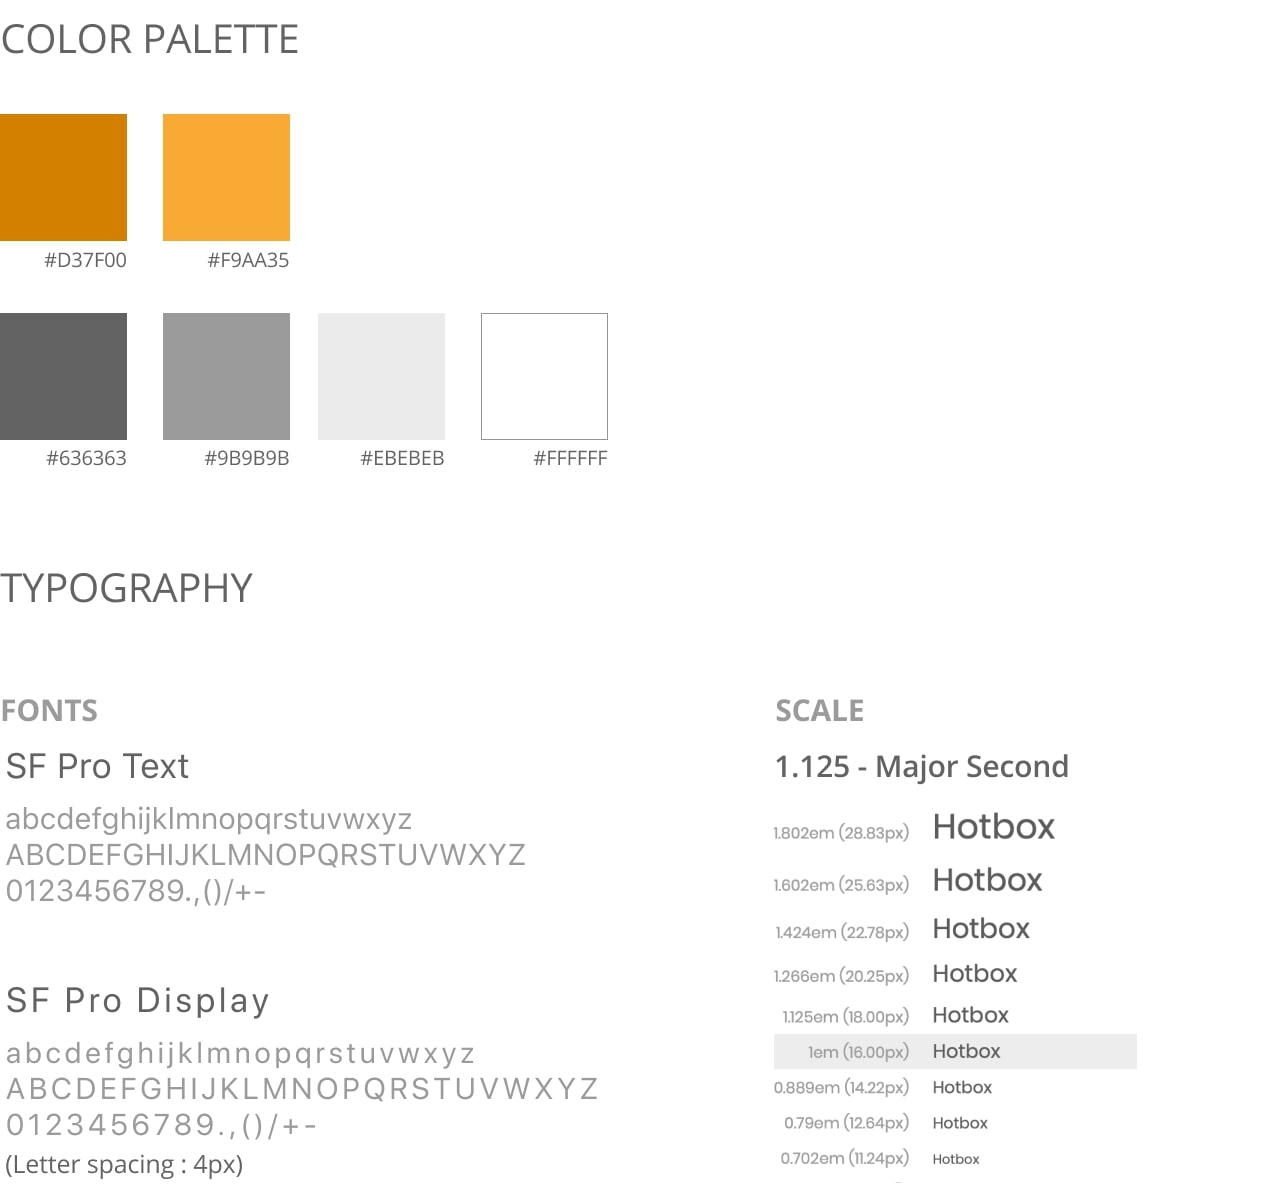 COLOR PALETTE
#D37F00
#F9AA35
#636363
#9B9B9B
#EBEBEB
#FFFFFF
TYPOGRAPHY
FONTS
SF Pro Text
abcdefghijklmnopqrstuvwxyz
ABCDEFGHIJKLMNOPQRSTUVWXYZ
0123456789.,()/+-
SF Pro Display
abcdefghijklmnopqrstuvwxyz
ABCDEFGHIJKLMNOPQRSTUVWXYZ
0123456789.,()/+-
(Letter spacing : 4px)
SCALE
1.125 - Major Second
1.802em (28.83px) Hotbox
1.602em (25.63px) Hotbox
1.424em (22.78px) Hotbox
1.266em (20.25px) Hotbox
1.125em (18.00px) Hotbox
1em (16.00px) Hotbox
0.889em (14.22px) Hotbox
0.79em (12.64px) Hotbox
0.702em (11.24px) Hotbox